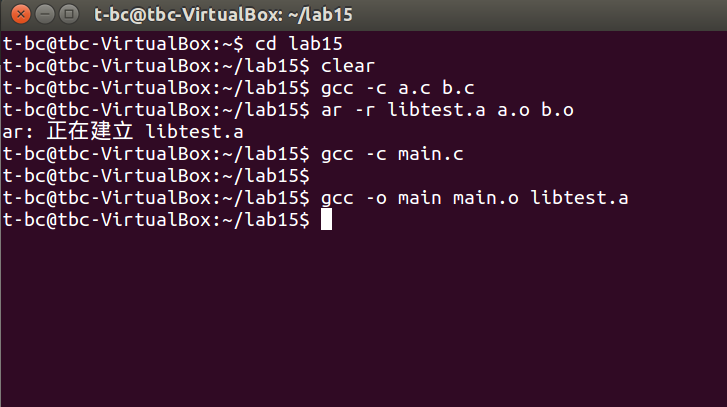 t-bc@tbc-VirtualBox: ~/lab15
t-bc@tbc-VirtualBox:~$ cd lab15
t-bc@tbc-VirtualBox:~/lab15$ clear
t-bc@tbc-VirtualBox:~/lab15$ gcc -c a.c b.c
t-bc@tbc-VirtualBox:~/lab15$ ar -r libtest.a a.o b.o
ar: 正在建立 libtest.a
t-bc@tbc-VirtualBox:~/lab15$ gcc -c main.c
t-bc@tbc-VirtualBox:~/lab15$
t-bc@tbc-VirtualBox:~/lab15$ gcc -o main main.o libtest.a
t-bc@tbc-VirtualBox:~/lab15$